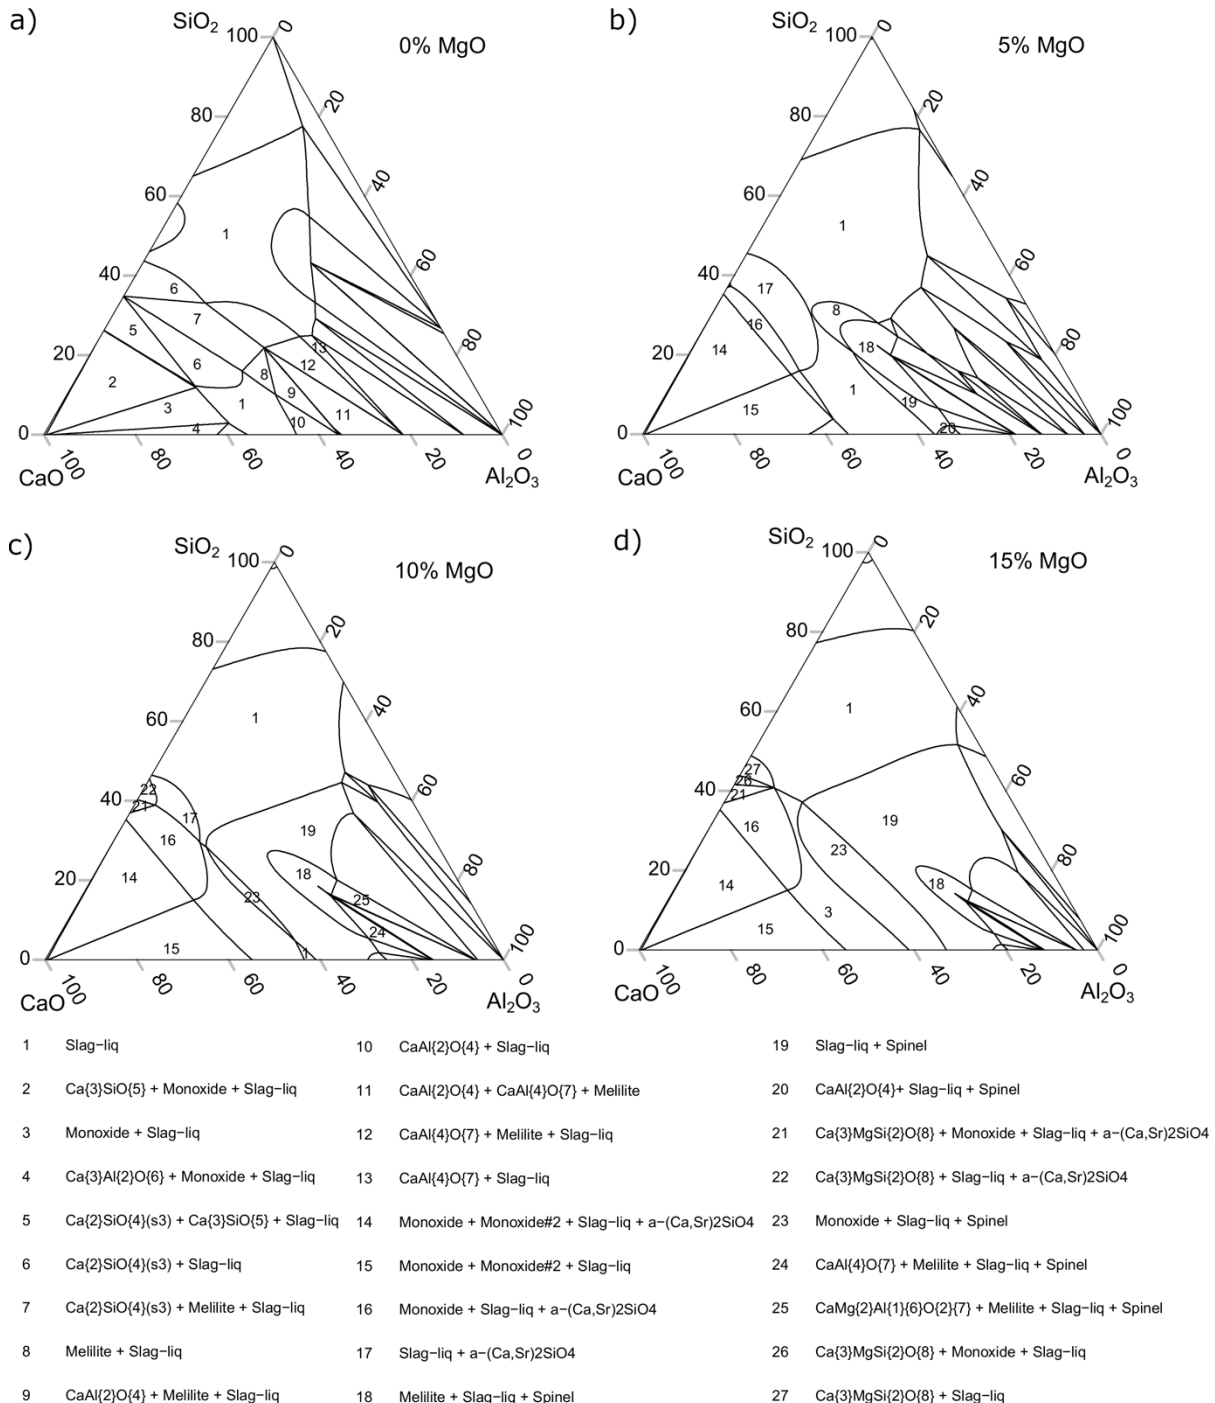 a)
SiO2 100 0
0% MgO
80 20
60 40
40 60
20 80
0 100
100 80 60 40 20 0
CaO Al2O3
1
6
7
5
6
2
3
4
1
8
9
10
11
12
13
b)
SiO2 100 0
5% MgO
80 20
60 40
40 60
20 80
0 100
100 80 60 40 20 0
CaO Al2O3
1
17
16
14
15
8
18
1
19
20
c)
SiO2 100 0
10% MgO
80 20
60 40
40 60
20 80
0 100
100 80 60 40 20 0
CaO Al2O3
1
22
21
17
16
14
15
19
18
23
25
24
1
d)
SiO2 100 0
15% MgO
80 20
60 40
40 60
20 80
0 100
100 80 60 40 20 0
CaO Al2O3
1
27
26
21
16
14
15
19
23
3
18
1 Slag−liq
2 Ca{3}SiO{5} + Monoxide + Slag−liq
3 Monoxide + Slag−liq
4 Ca{3}Al{2}O{6} + Monoxide + Slag−liq
5 Ca{2}SiO{4}(s3) + Ca{3}SiO{5} + Slag−liq
6 Ca{2}SiO{4}(s3) + Slag−liq
7 Ca{2}SiO{4}(s3) + Melilite + Slag−liq
8 Melilite + Slag−liq
9 CaAl{2}O{4} + Melilite + Slag−liq
10 CaAl{2}O{4} + Slag−liq
11 CaAl{2}O{4} + CaAl{4}O{7} + Melilite
12 CaAl{4}O{7} + Melilite + Slag−liq
13 CaAl{4}O{7} + Slag−liq
14 Monoxide + Monoxide#2 + Slag−liq + a−(Ca,Sr)2SiO4
15 Monoxide + Monoxide#2 + Slag−liq
16 Monoxide + Slag−liq + a−(Ca,Sr)2SiO4
17 Slag−liq + a−(Ca,Sr)2SiO4
18 Melilite + Slag−liq + Spinel
19 Slag−liq + Spinel
20 CaAl{2}O{4}+ Slag−liq + Spinel
21 Ca{3}MgSi{2}O{8} + Monoxide + Slag−liq + a−(Ca,Sr)2SiO4
22 Ca{3}MgSi{2}O{8} + Slag−liq + a−(Ca,Sr)2SiO4
23 Monoxide + Slag−liq + Spinel
24 CaAl{4}O{7} + Melilite + Slag−liq + Spinel
25 CaMg{2}Al{1}{6}O{2}{7} + Melilite + Slag−liq + Spinel
26 Ca{3}MgSi{2}O{8} + Monoxide + Slag−liq
27 Ca{3}MgSi{2}O{8} + Slag−liq